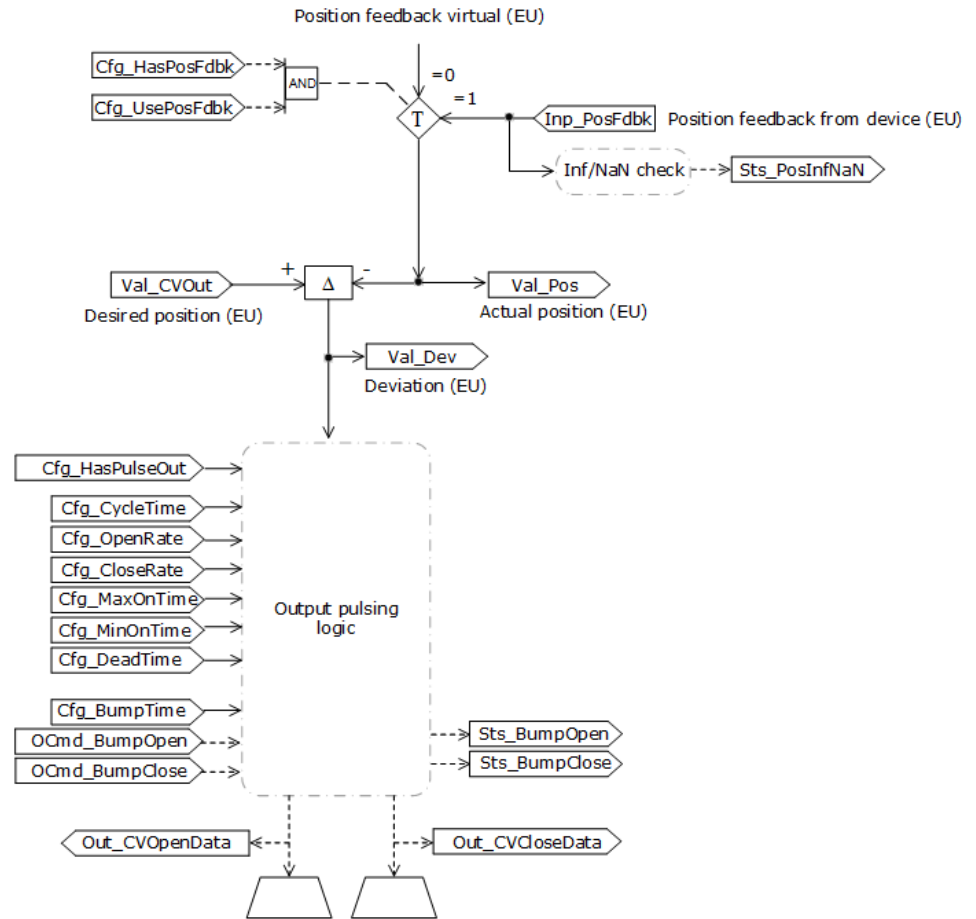 Position feedback virtual (EU)
Cfg_HasPosFdbk
AND
=0
Cfg_UsePosFdbk
=1
T
Inp_PosFdbk
Position feedback from device (EU)
Inf/NaN check
Sts_PosInfNaN
+
-
Val_CVOut
Δ
Val_Pos
Desired position (EU)
Actual position (EU)
Val_Dev
Deviation (EU)
Cfg_HasPulseOut
Cfg_CycleTime
Cfg_OpenRate
Cfg_CloseRate
Cfg_MaxOnTime
Cfg_MinOnTime
Cfg_DeadTime
Output pulsing
logic
Cfg_BumpTime
OCmd_BumpOpen
OCmd_BumpClose
Sts_BumpOpen
Sts_BumpClose
Out_CVOpenData
Out_CVCloseData